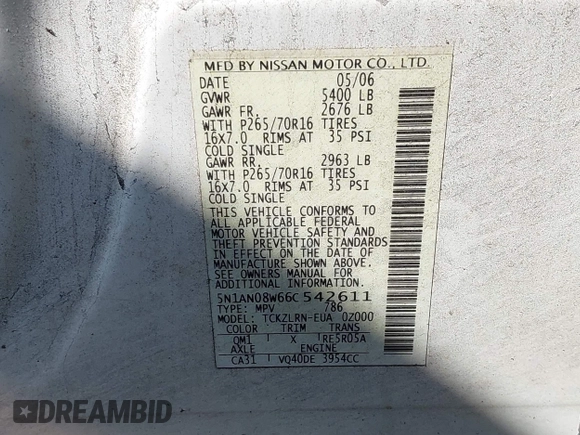 MFD BY NISSAN MOTOR CO., LTD.
DATE 05/06
GVWR 5400 LB
GAWR FR. 2676 LB
WITH P265/70R16 TIRES
16X7.0 RIMS AT 35 PSI
COLD SINGLE
GAWR RR. 2963 LB
WITH P265/70R16 TIRES
16X7.0 RIMS AT 35 PSI
COLD SINGLE
THIS VEHICLE CONFORMS TO
ALL APPLICABLE FEDERAL
MOTOR VEHICLE SAFETY AND
THEFT PREVENTION STANDARDS
IN EFFECT ON THE DATE OF
MANUFACTURE SHOWN ABOVE.
SEE OWNERS MANUAL FOR
ADDITIONAL INFORMATION.
5N1AN08W66C542611
TYPE: MPV /86
MODEL: TCKZLRN-EUA 0Z000
COLOR TRIM TRANS
QM1 X RE5R05A
AXLE ENGINE
CA31 VQ40DE 3954CC
DREAMBID